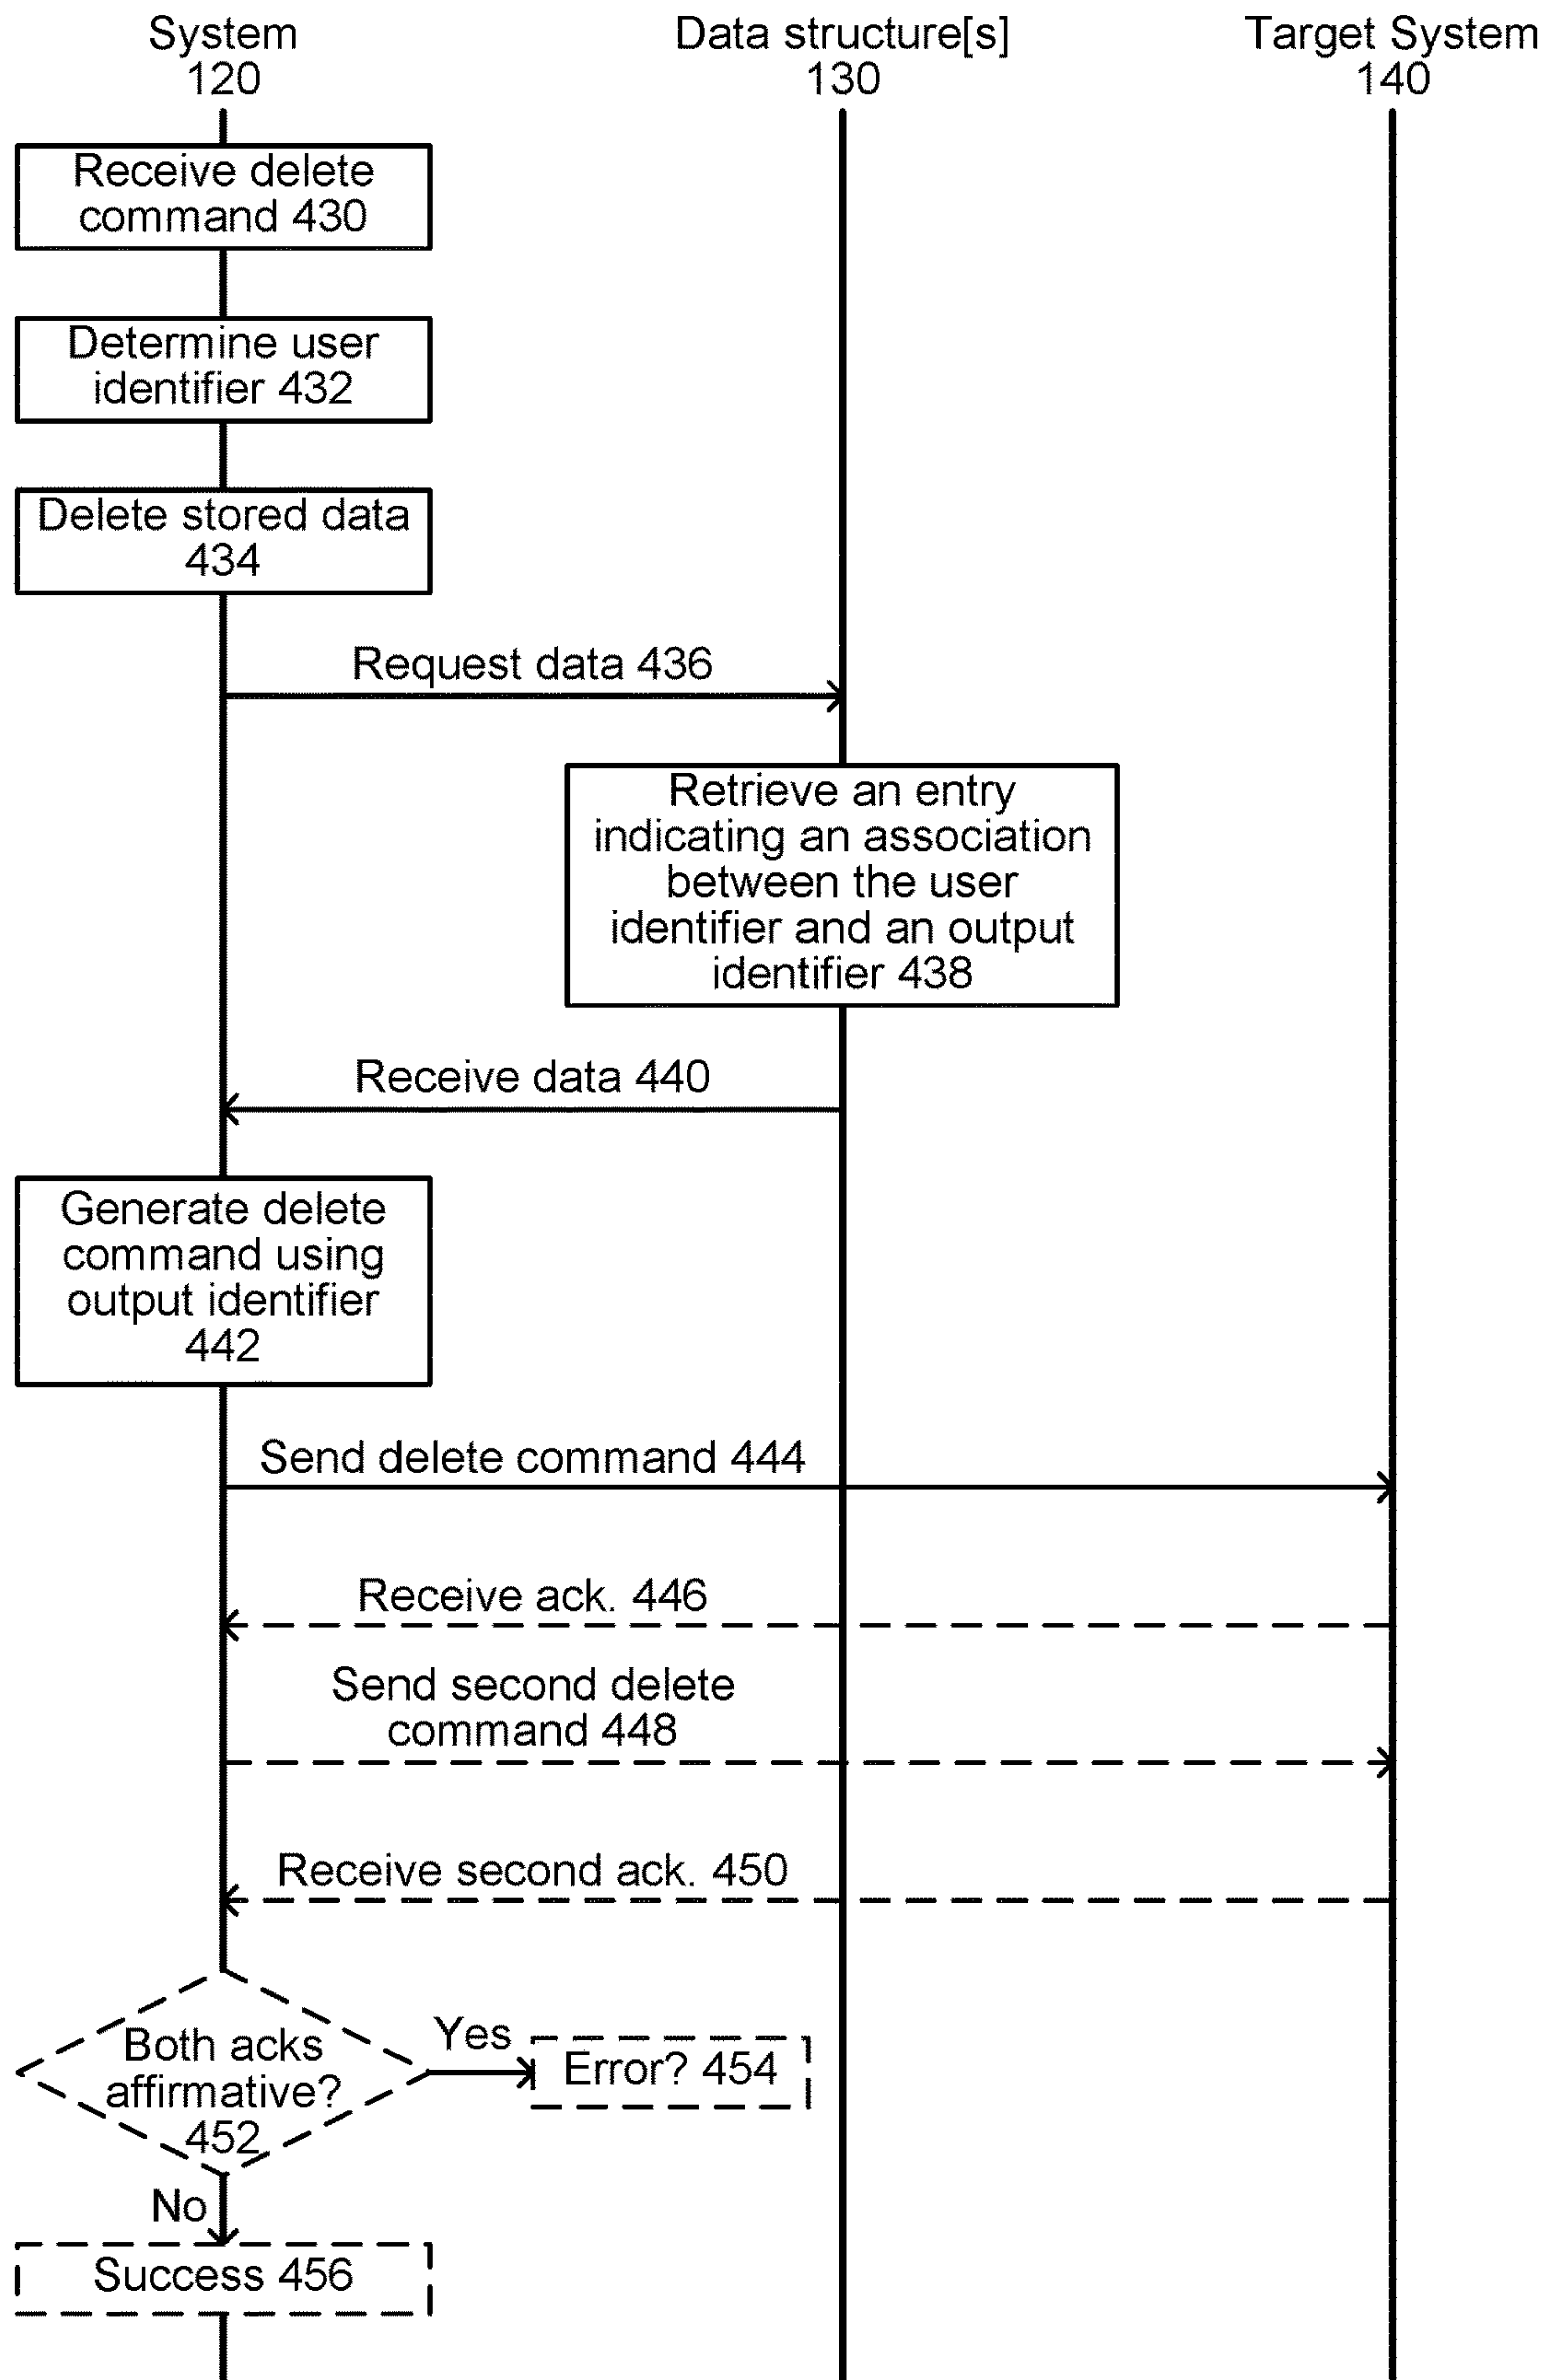 System
120
Data structure[s]
130
Target System
140
Receive delete
command 430
Determine user
identifier 432
Delete stored data
434
Request data 436
Retrieve an entry
indicating an association
between the user
identifier and an output
identifier 438
Receive data 440
Generate delete
command using
output identifier
442
Send delete command 444
Receive ack. 446
Send second delete
command 448
Receive second ack. 450
Both acks
affirmative?
452
Yes
Error? 454
No
Success 456